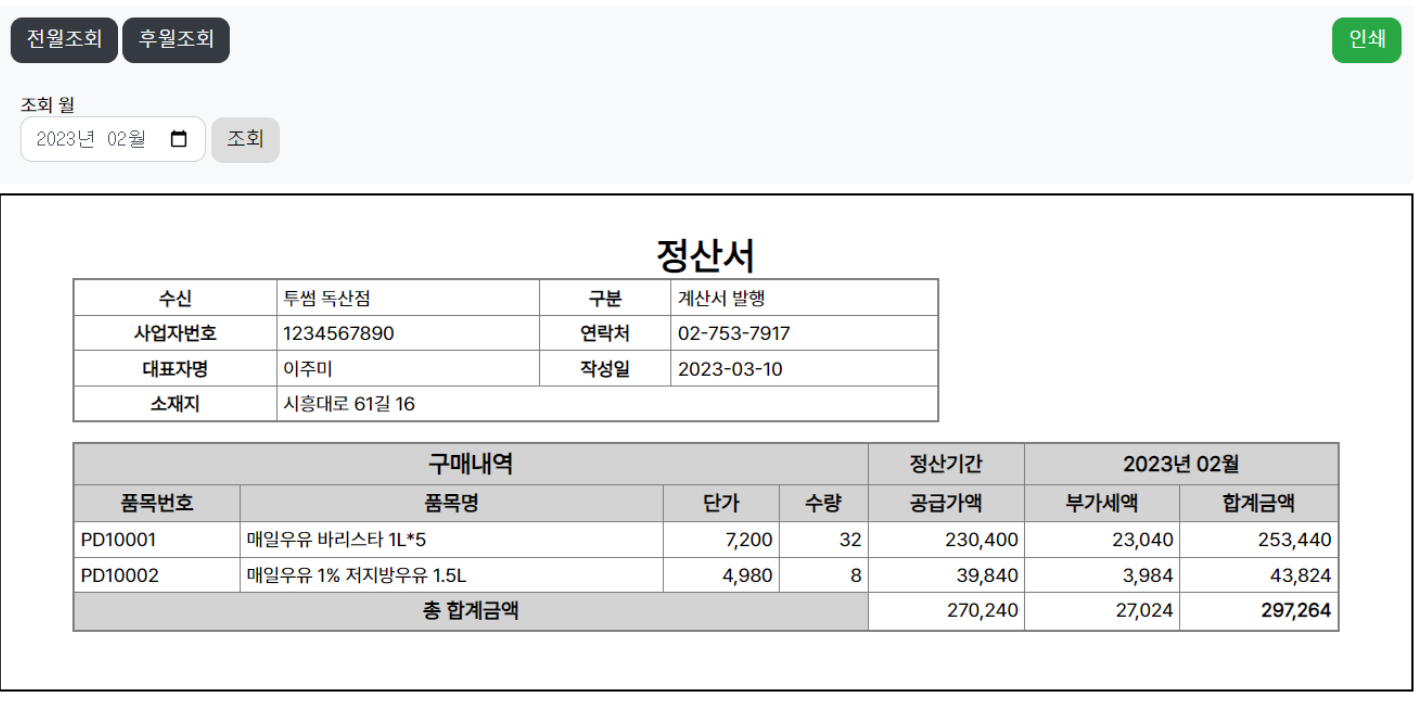 전월조회 후월조회 인쇄
조회 월
2023년 02월 조회
정산서
수신 투썸 독산점 구분 계산서 발행
사업자번호 1234567890 연락처 02-753-7917
대표자명 이주미 작성일 2023-03-10
소재지 시흥대로 61길 16
구매내역 정산기간 2023년 02월
품목번호 품목명 단가 수량 공급가액 부가세액 합계금액
PD10001 매일우유 바리스타 1L*5 7,200 32 230,400 23,040 253,440
PD10002 매일우유 1% 저지방우유 1.5L 4,980 8 39,840 3,984 43,824
총 합계금액 270,240 27,024 297,264